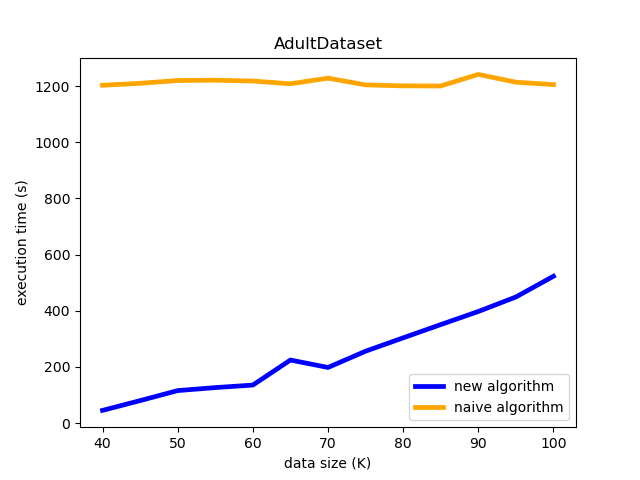 AdultDataset
execution time (s)
1200
1000
800
600
400
200
0
40 50 60 70 80 90 100
data size (K)
new algorithm
naive algorithm